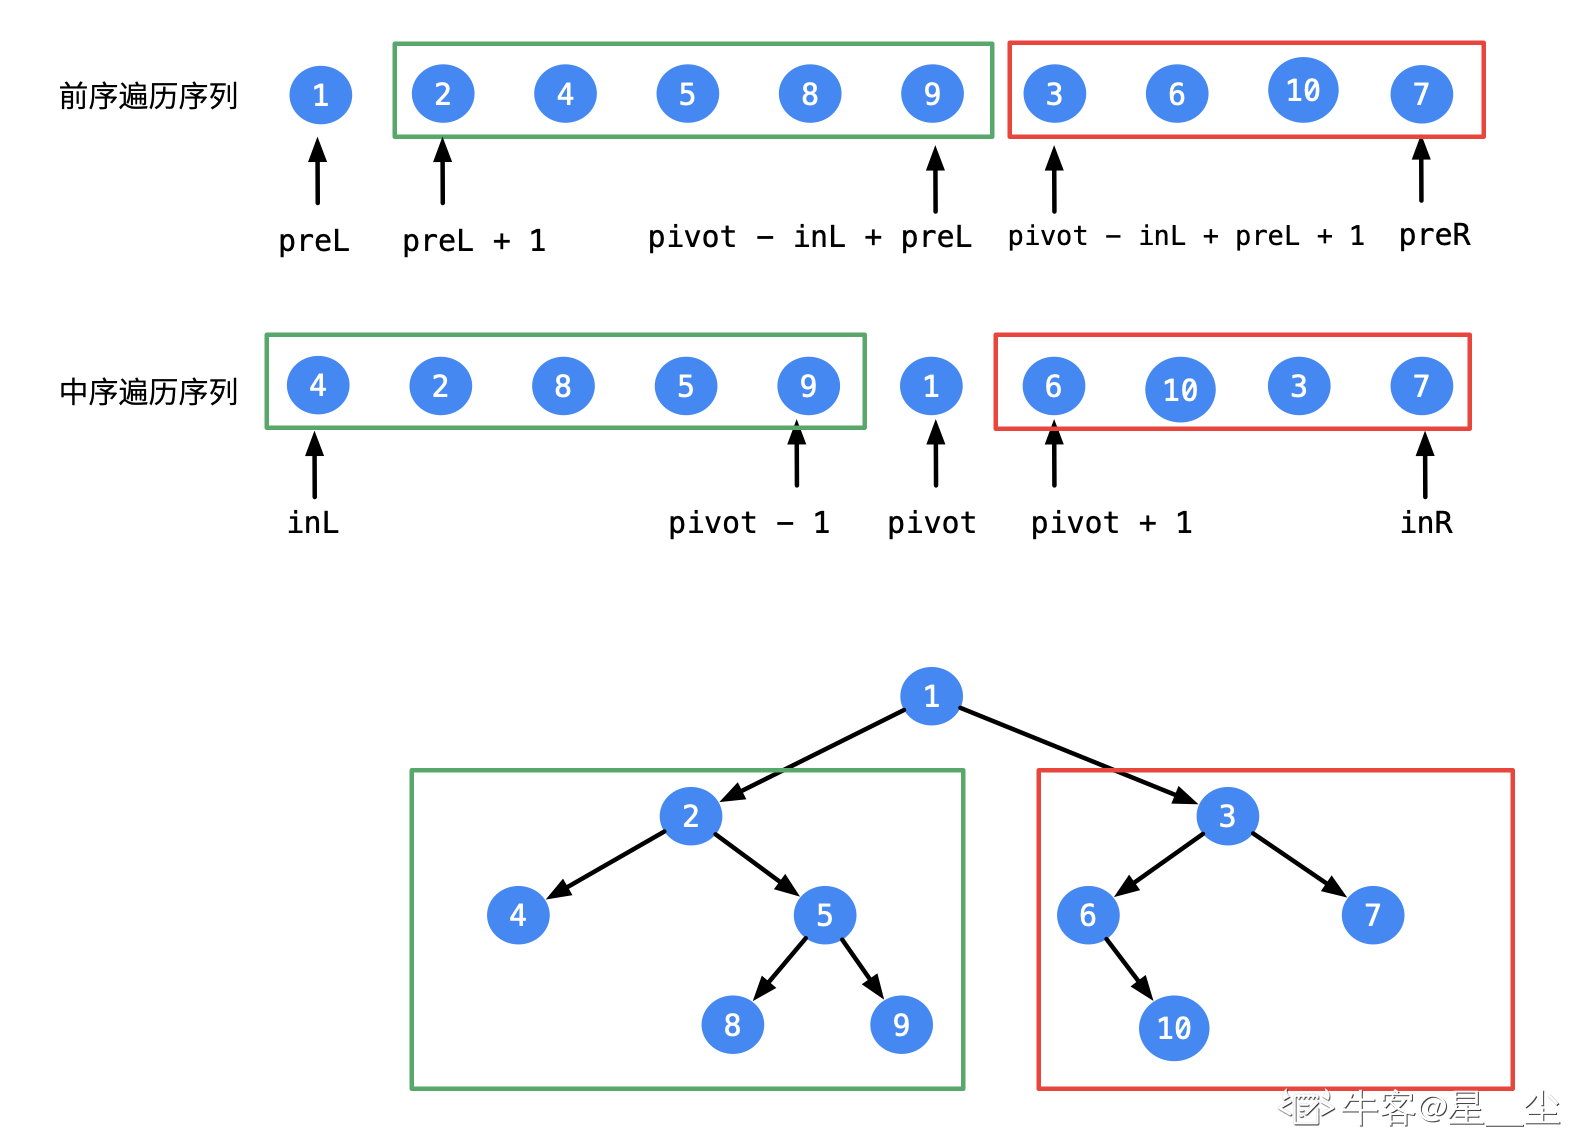 前序遍历序列 1 2 4 5 8 9 3 6 10 7
preL preL + 1 pivot - inL + preL pivot - inL + preL + 1 preR
中序遍历序列 4 2 8 5 9 1 6 10 3 7
inL pivot - 1 pivot pivot + 1 inR
1
2 3
4 5 6 7
8 9 10
牛客@星__尘